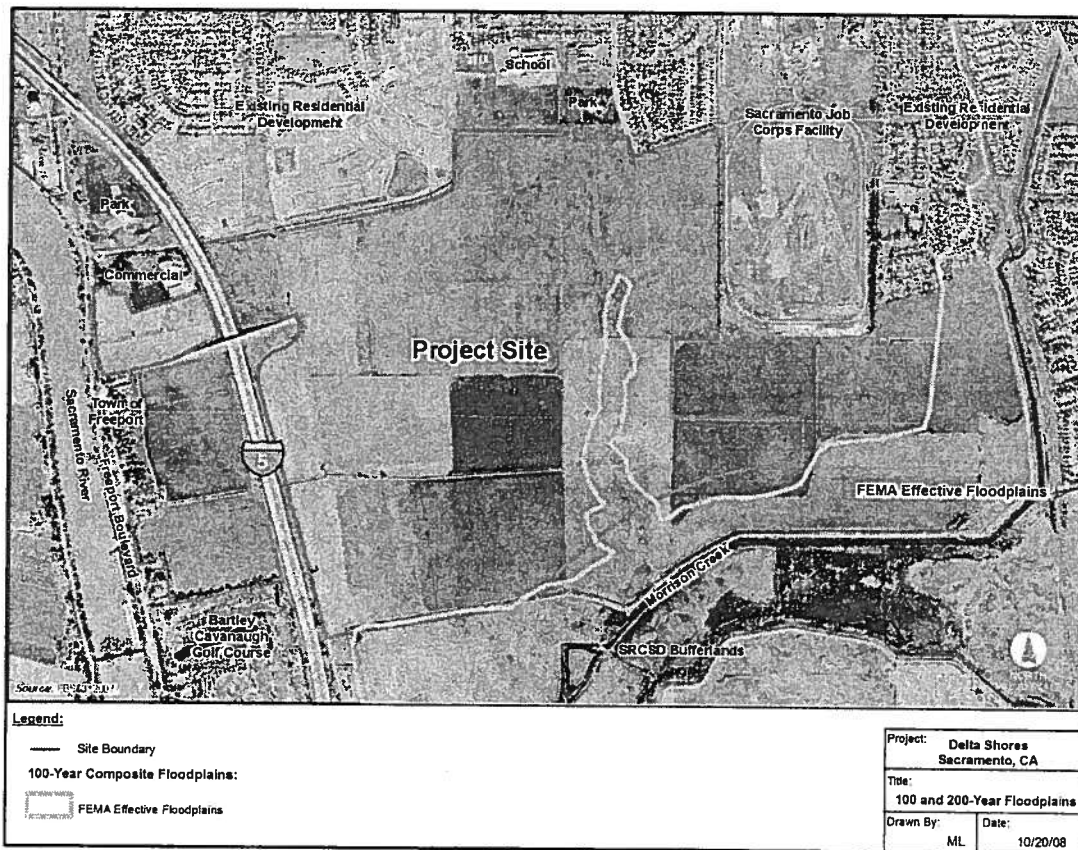 School
Existing Residential
Development
Park
Sacramento Job
Corps Facility
Existing Residential
Development
Park
Commercial
Project Site
Town of
Freeport
Sacramento River
Freeport Boulevard
5
FEMA Effective Floodplains
Morrison Creek
Bartley
Cavanaugh
Golf Course
SRCSD Bufferlands
NORTH
Source:
Legend:
Site Boundary
100-Year Composite Floodplains:
FEMA Effective Floodplains
Project: Delta Shores
Sacramento, CA
Title:
100 and 200-Year Floodplains
Drawn By: ML
Date: 10/20/08